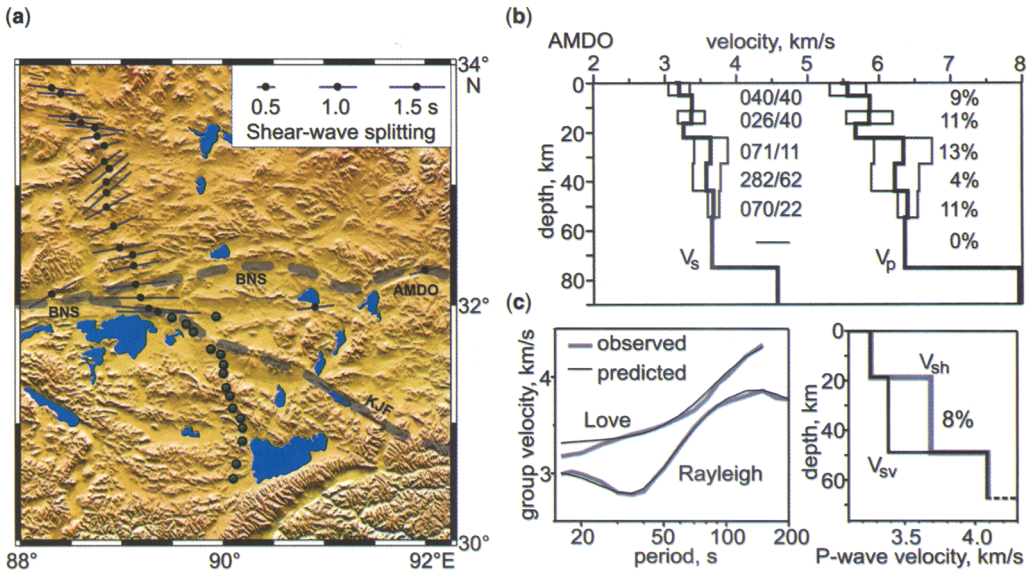 (a)
34°
N
0.5 1.0 1.5 s
Shear-wave splitting
BNS
AMDO
BNS
32°
KJF
30°
88° 90° 92°E
(b)
AMDO velocity, km/s
2 3 4 5 6 7 8
depth, km
0
20
40
60
80
040/40 9%
026/40 11%
071/11 13%
282/62 4%
070/22 11%
0%
Vs Vp
(c)
group velocity, km/s
4
3
observed
predicted
Love
Rayleigh
20 50 100 200
period, s
depth, km
0
20
40
60
Vsh
8%
Vsv
3.5 4.0
P-wave velocity, km/s